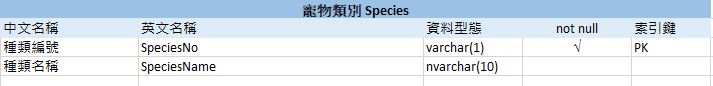 寵物類別 Species
中文名稱 英文名稱 資料型態 not null 索引鍵
種類編號 SpeciesNo varchar(1) √ PK
種類名稱 SpeciesName nvarchar(10)